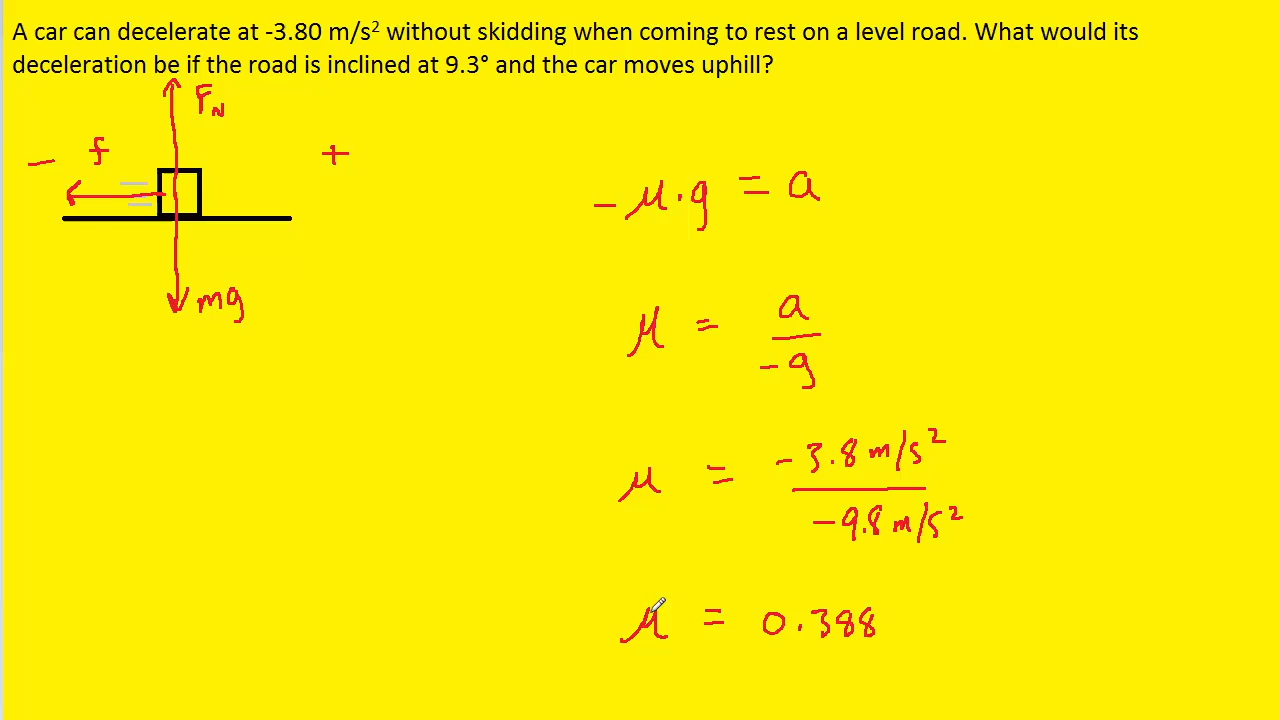 A car can decelerate at -3.80 m/s² without skidding when coming to rest on a level road. What would its
deceleration be if the road is inclined at 9.3° and the car moves uphill?
F_N
- f +
mg
-μ·g = a
μ = a / -g
μ = -3.8 m/s² / -9.8 m/s²
μ = 0.388